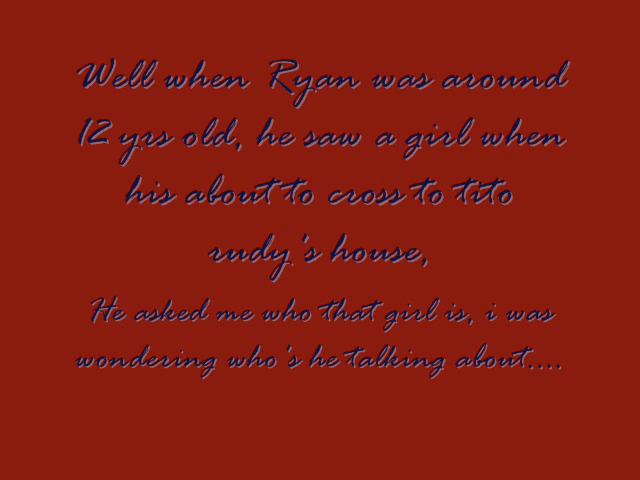 Well when Ryan was around
12 yrs old, he saw a girl when
his about to cross to tito
rudy's house,
He asked me who that girl is, i was
wondering who's he talking about....